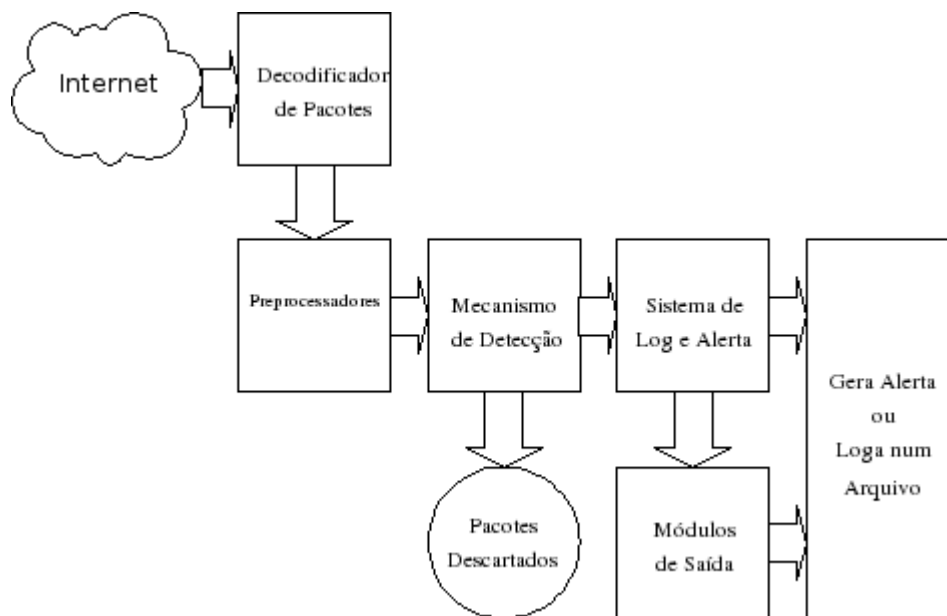 Internet
Decodificador
de Pacotes
Preprocessadores
Mecanismo
de Detecção
Sistema de
Log e Alerta
Gera Alerta
ou
Loga num
Arquivo
Pacotes
Descartados
Módulos
de Saída